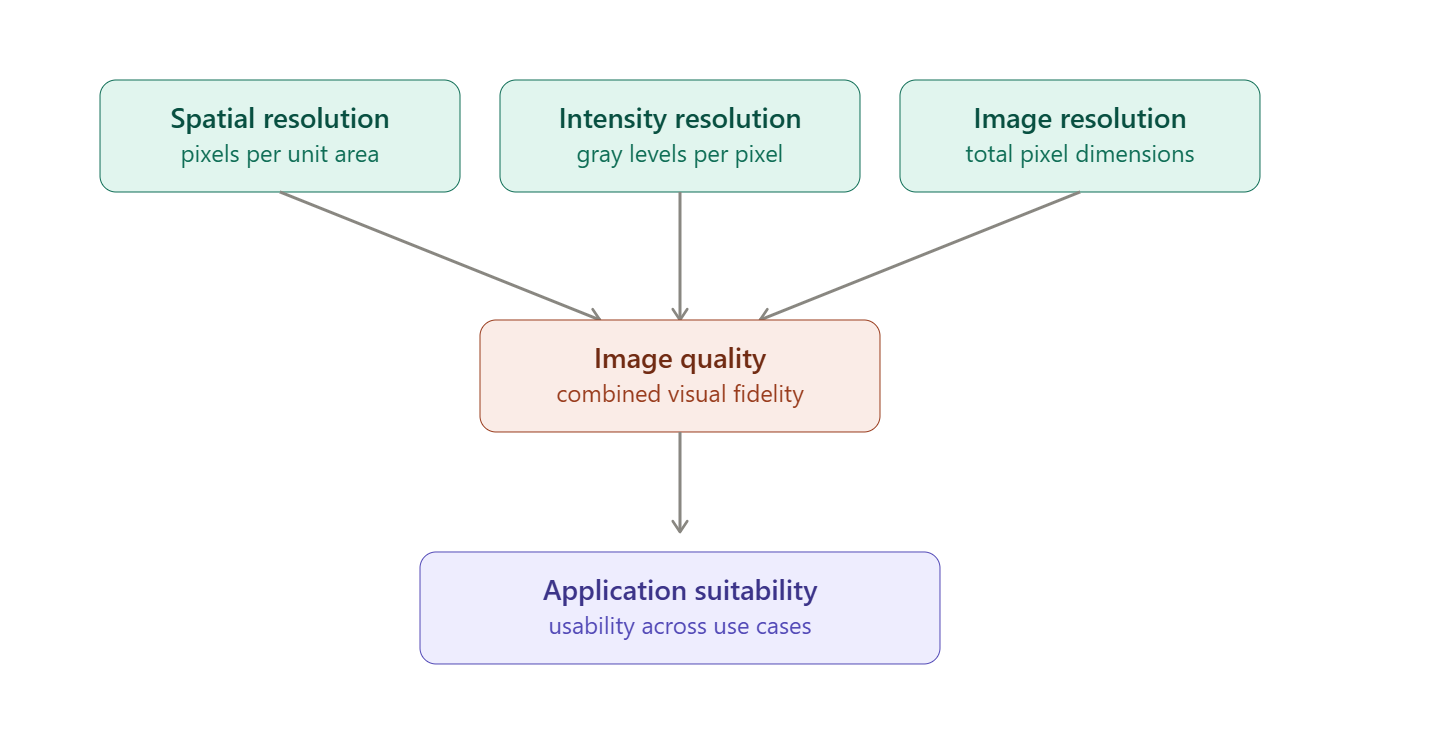 Spatial resolution
pixels per unit area
Intensity resolution
gray levels per pixel
Image resolution
total pixel dimensions
Image quality
combined visual fidelity
Application suitability
usability across use cases